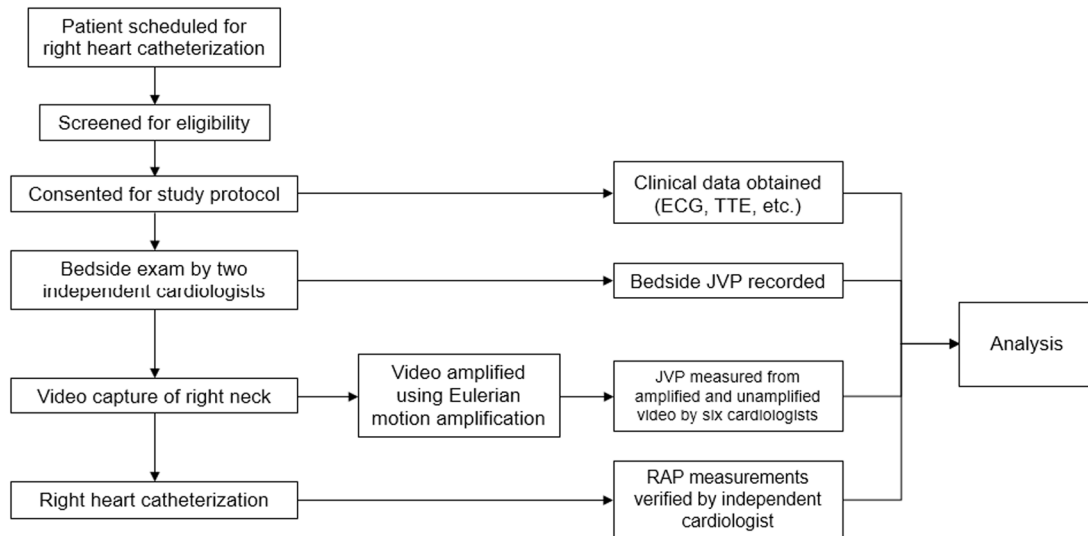 Patient scheduled for
right heart catheterization
Screened for eligibility
Consented for study protocol
Clinical data obtained
(ECG, TTE, etc.)
Bedside exam by two
independent cardiologists
Bedside JVP recorded
Analysis
Video capture of right neck
Video amplified
using Eulerian
motion amplification
JVP measured from
amplified and unamplified
video by six cardiologists
Right heart catheterization
RAP measurements
verified by independent
cardiologist